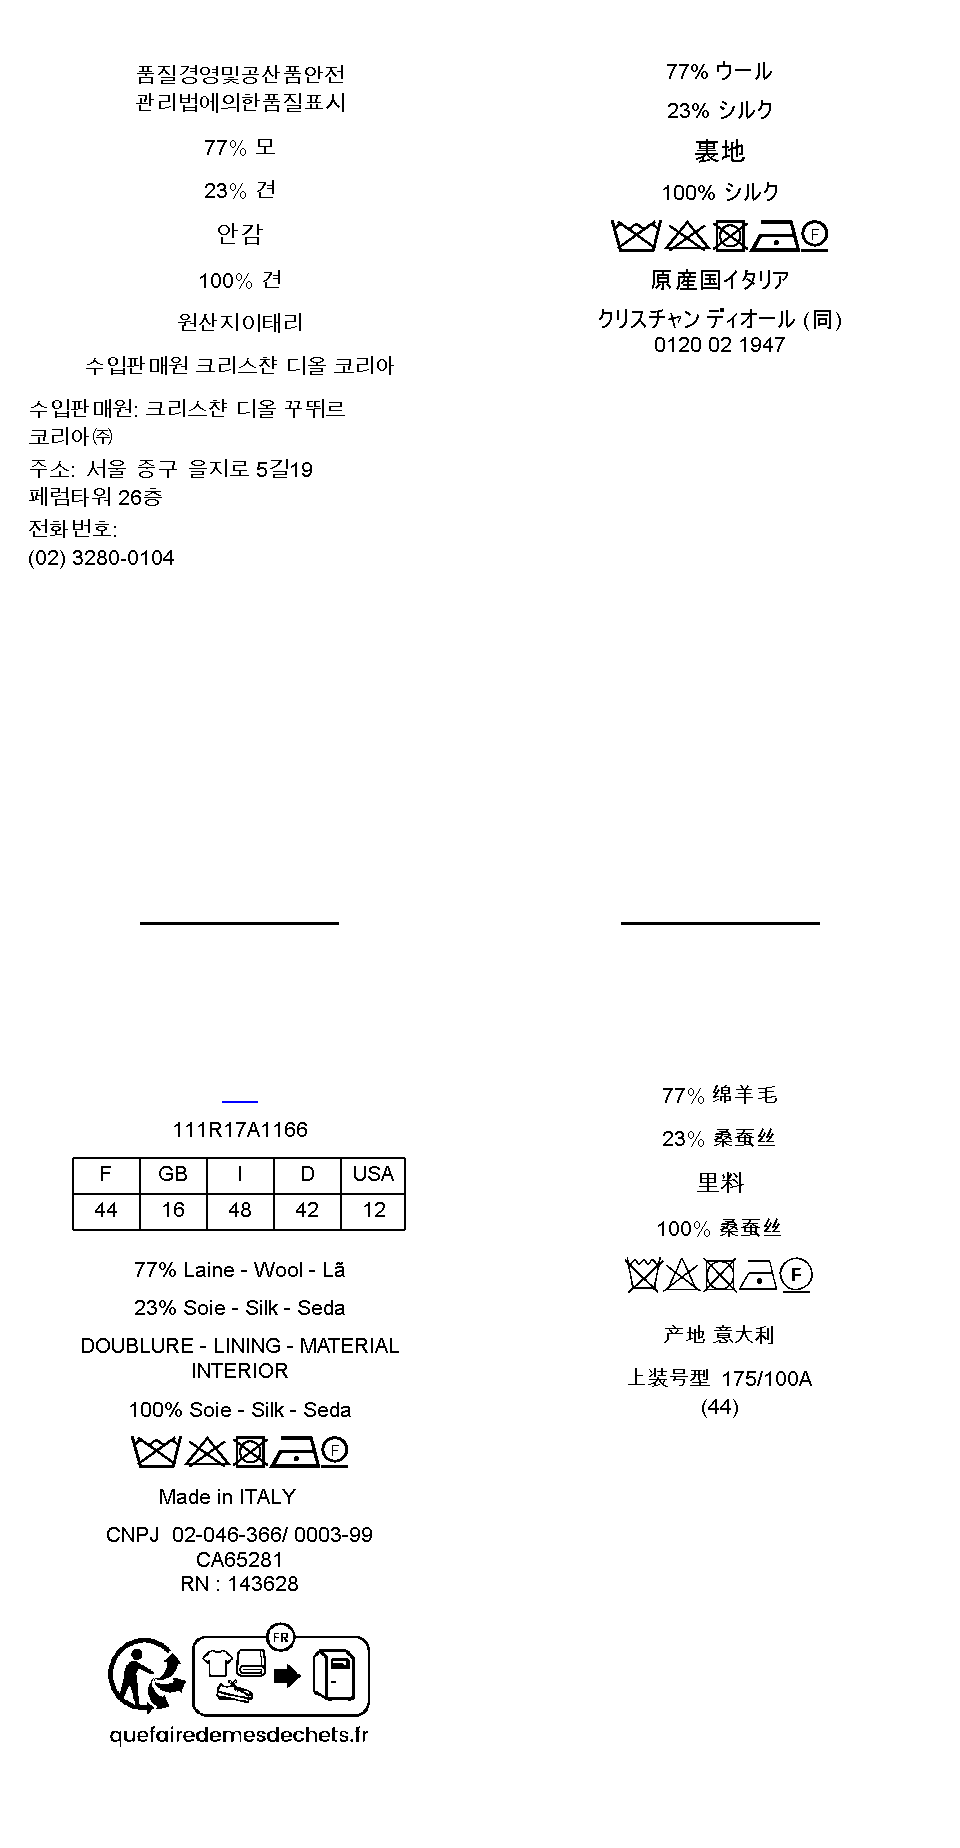 품질경영및공산품안전
관리법에의한품질표시
77% 모
23% 견
안감
100% 견
원산지이태리
수입판매원 크리스챤 디올 코리아
수입판매원: 크리스챤 디올 꾸뛰르
코리아㈜
주소: 서울 중구 을지로 5길19
페럼타워 26층
전화번호:
(02) 3280-0104
77% ウール
23% シルク
裏地
100% シルク
F
原産国イタリア
クリスチャン ディオール (同)
0120 02 1947
111R17A1166
F GB I D USA
44 16 48 42 12
77% Laine - Wool - Lã
23% Soie - Silk - Seda
DOUBLURE - LINING - MATERIAL
INTERIOR
100% Soie - Silk - Seda
F
Made in ITALY
CNPJ 02-046-366/ 0003-99
CA65281
RN : 143628
FR
quefairedemesdechets.fr
77% 绵羊毛
23% 桑蚕丝
里料
100% 桑蚕丝
F
产地 意大利
上装号型 175/100A
(44)